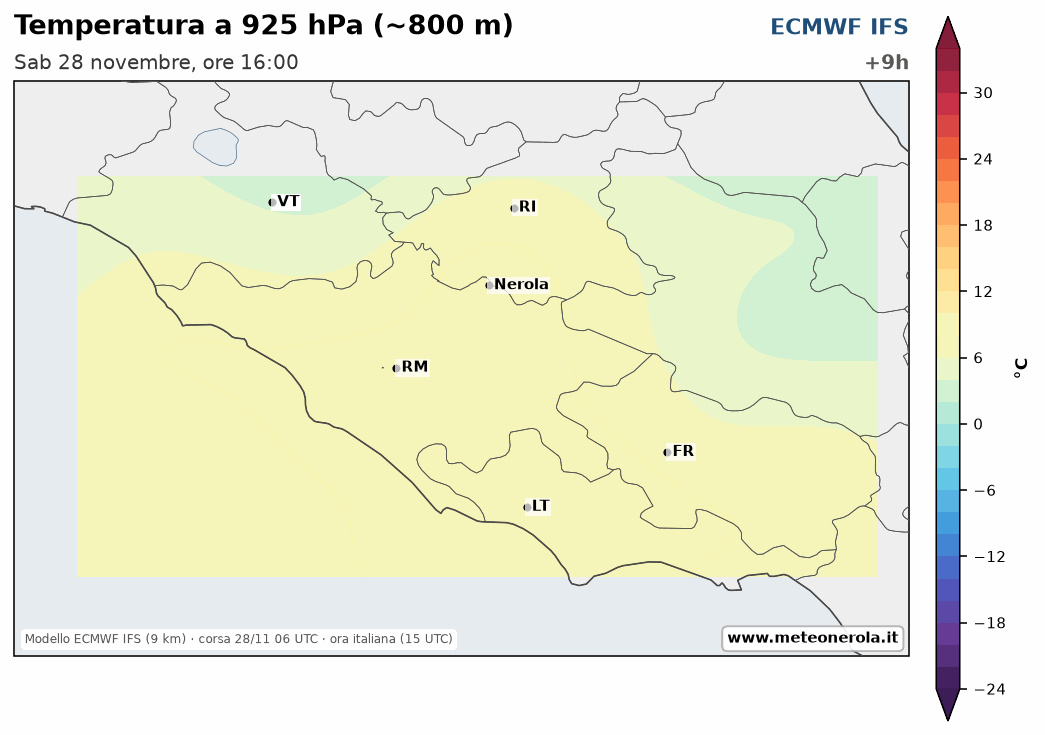 Temperatura a 925 hPa (~800 m)
ECMWF IFS
Sab 28 novembre, ore 16:00
+9h
VT
RI
Nerola
RM
FR
LT
30
24
18
12
6
0
−6
−12
−18
−24
°C
Modello ECMWF IFS (9 km) · corsa 28/11 06 UTC · ora italiana (15 UTC)
www.meteonerola.it